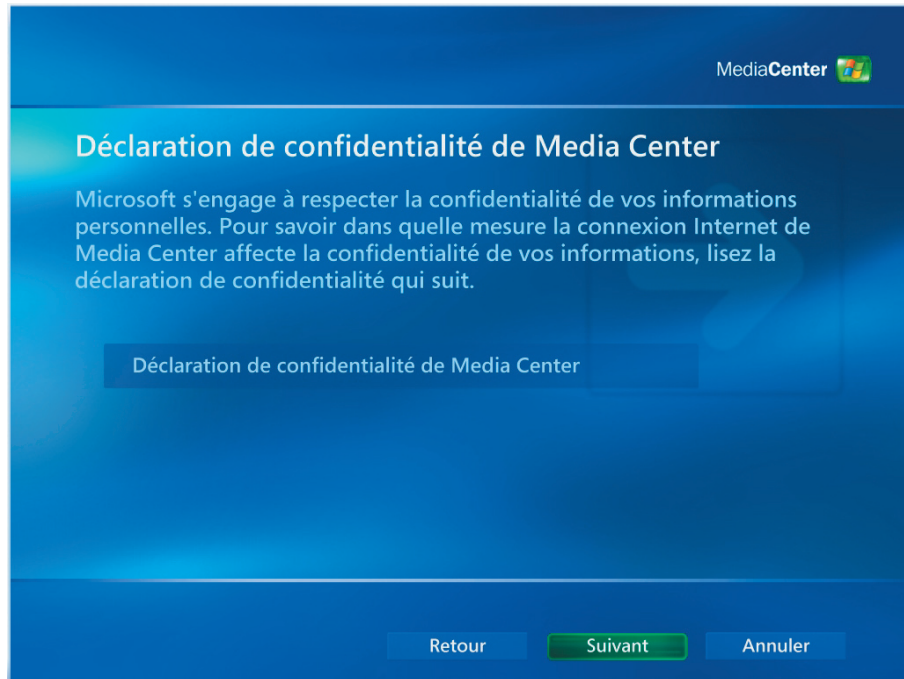 MediaCenter
Déclaration de confidentialité de Media Center
Microsoft s'engage à respecter la confidentialité de vos informations
personnelles. Pour savoir dans quelle mesure la connexion Internet de
Media Center affecte la confidentialité de vos informations, lisez la
déclaration de confidentialité qui suit.
Déclaration de confidentialité de Media Center
Retour
Suivant
Annuler